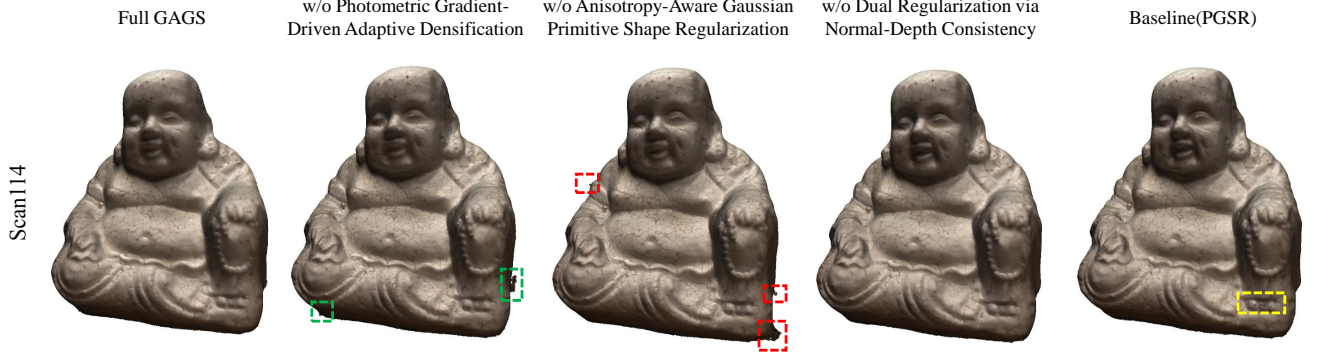 Full GAGS
w/o Photometric Gradient-
Driven Adaptive Densification
w/o Anisotropy-Aware Gaussian
Primitive Shape Regularization
w/o Dual Regularization via
Normal-Depth Consistency
Baseline(PGSR)
Scan114